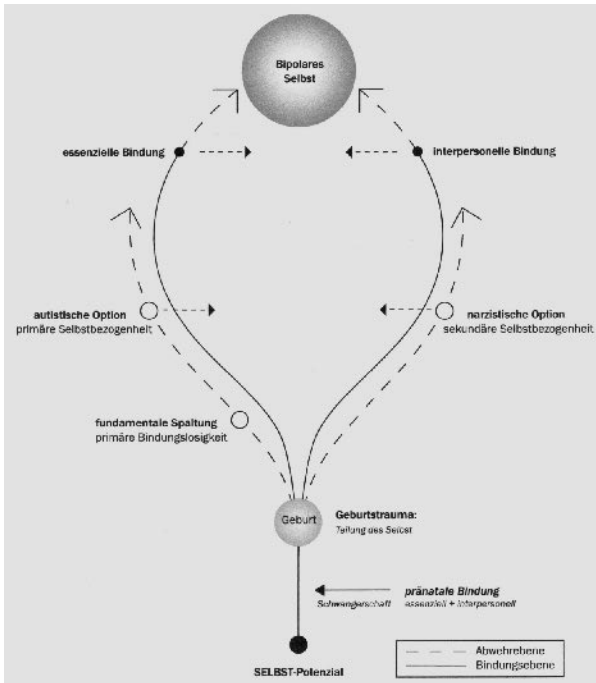 Bipolares
Selbst
essenzielle Bindung
interpersonelle Bindung
autistische Option
primäre Selbstbezogenheit
narzistische Option
sekundäre Selbstbezogenheit
fundamentale Spaltung
primäre Bindungslosigkeit
Geburt
Geburtstrauma:
Teilung des Selbst
pränatale Bindung
Schwangerschaft essenziell + interpersonell
SELBST-Potenzial
Abwehrebene
Bindungsebene